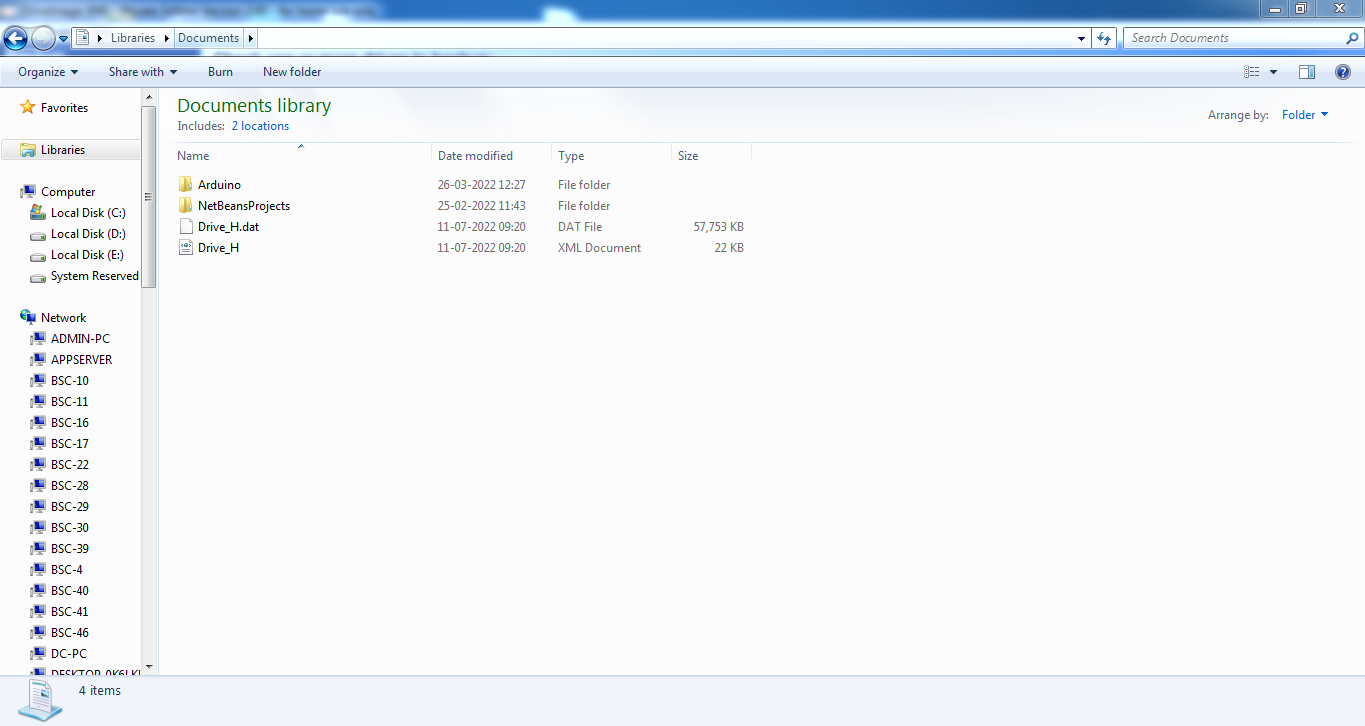 Libraries
Documents
Search Documents
Organize
Share with
Burn
New folder
Favorites
Libraries
Computer
Local Disk (C:)
Local Disk (D:)
Local Disk (E:)
System Reserved
Network
ADMIN-PC
APPSERVER
BSC-10
BSC-11
BSC-16
BSC-17
BSC-22
BSC-28
BSC-29
BSC-30
BSC-39
BSC-4
BSC-40
BSC-41
BSC-46
DC-PC
Documents library
Includes: 2 locations
Arrange by: Folder
Name Date modified Type Size
Arduino 26-03-2022 12:27 File folder
NetBeansProjects 25-02-2022 11:43 File folder
Drive_H.dat 11-07-2022 09:20 DAT File 57,753 KB
Drive_H 11-07-2022 09:20 XML Document 22 KB
4 items